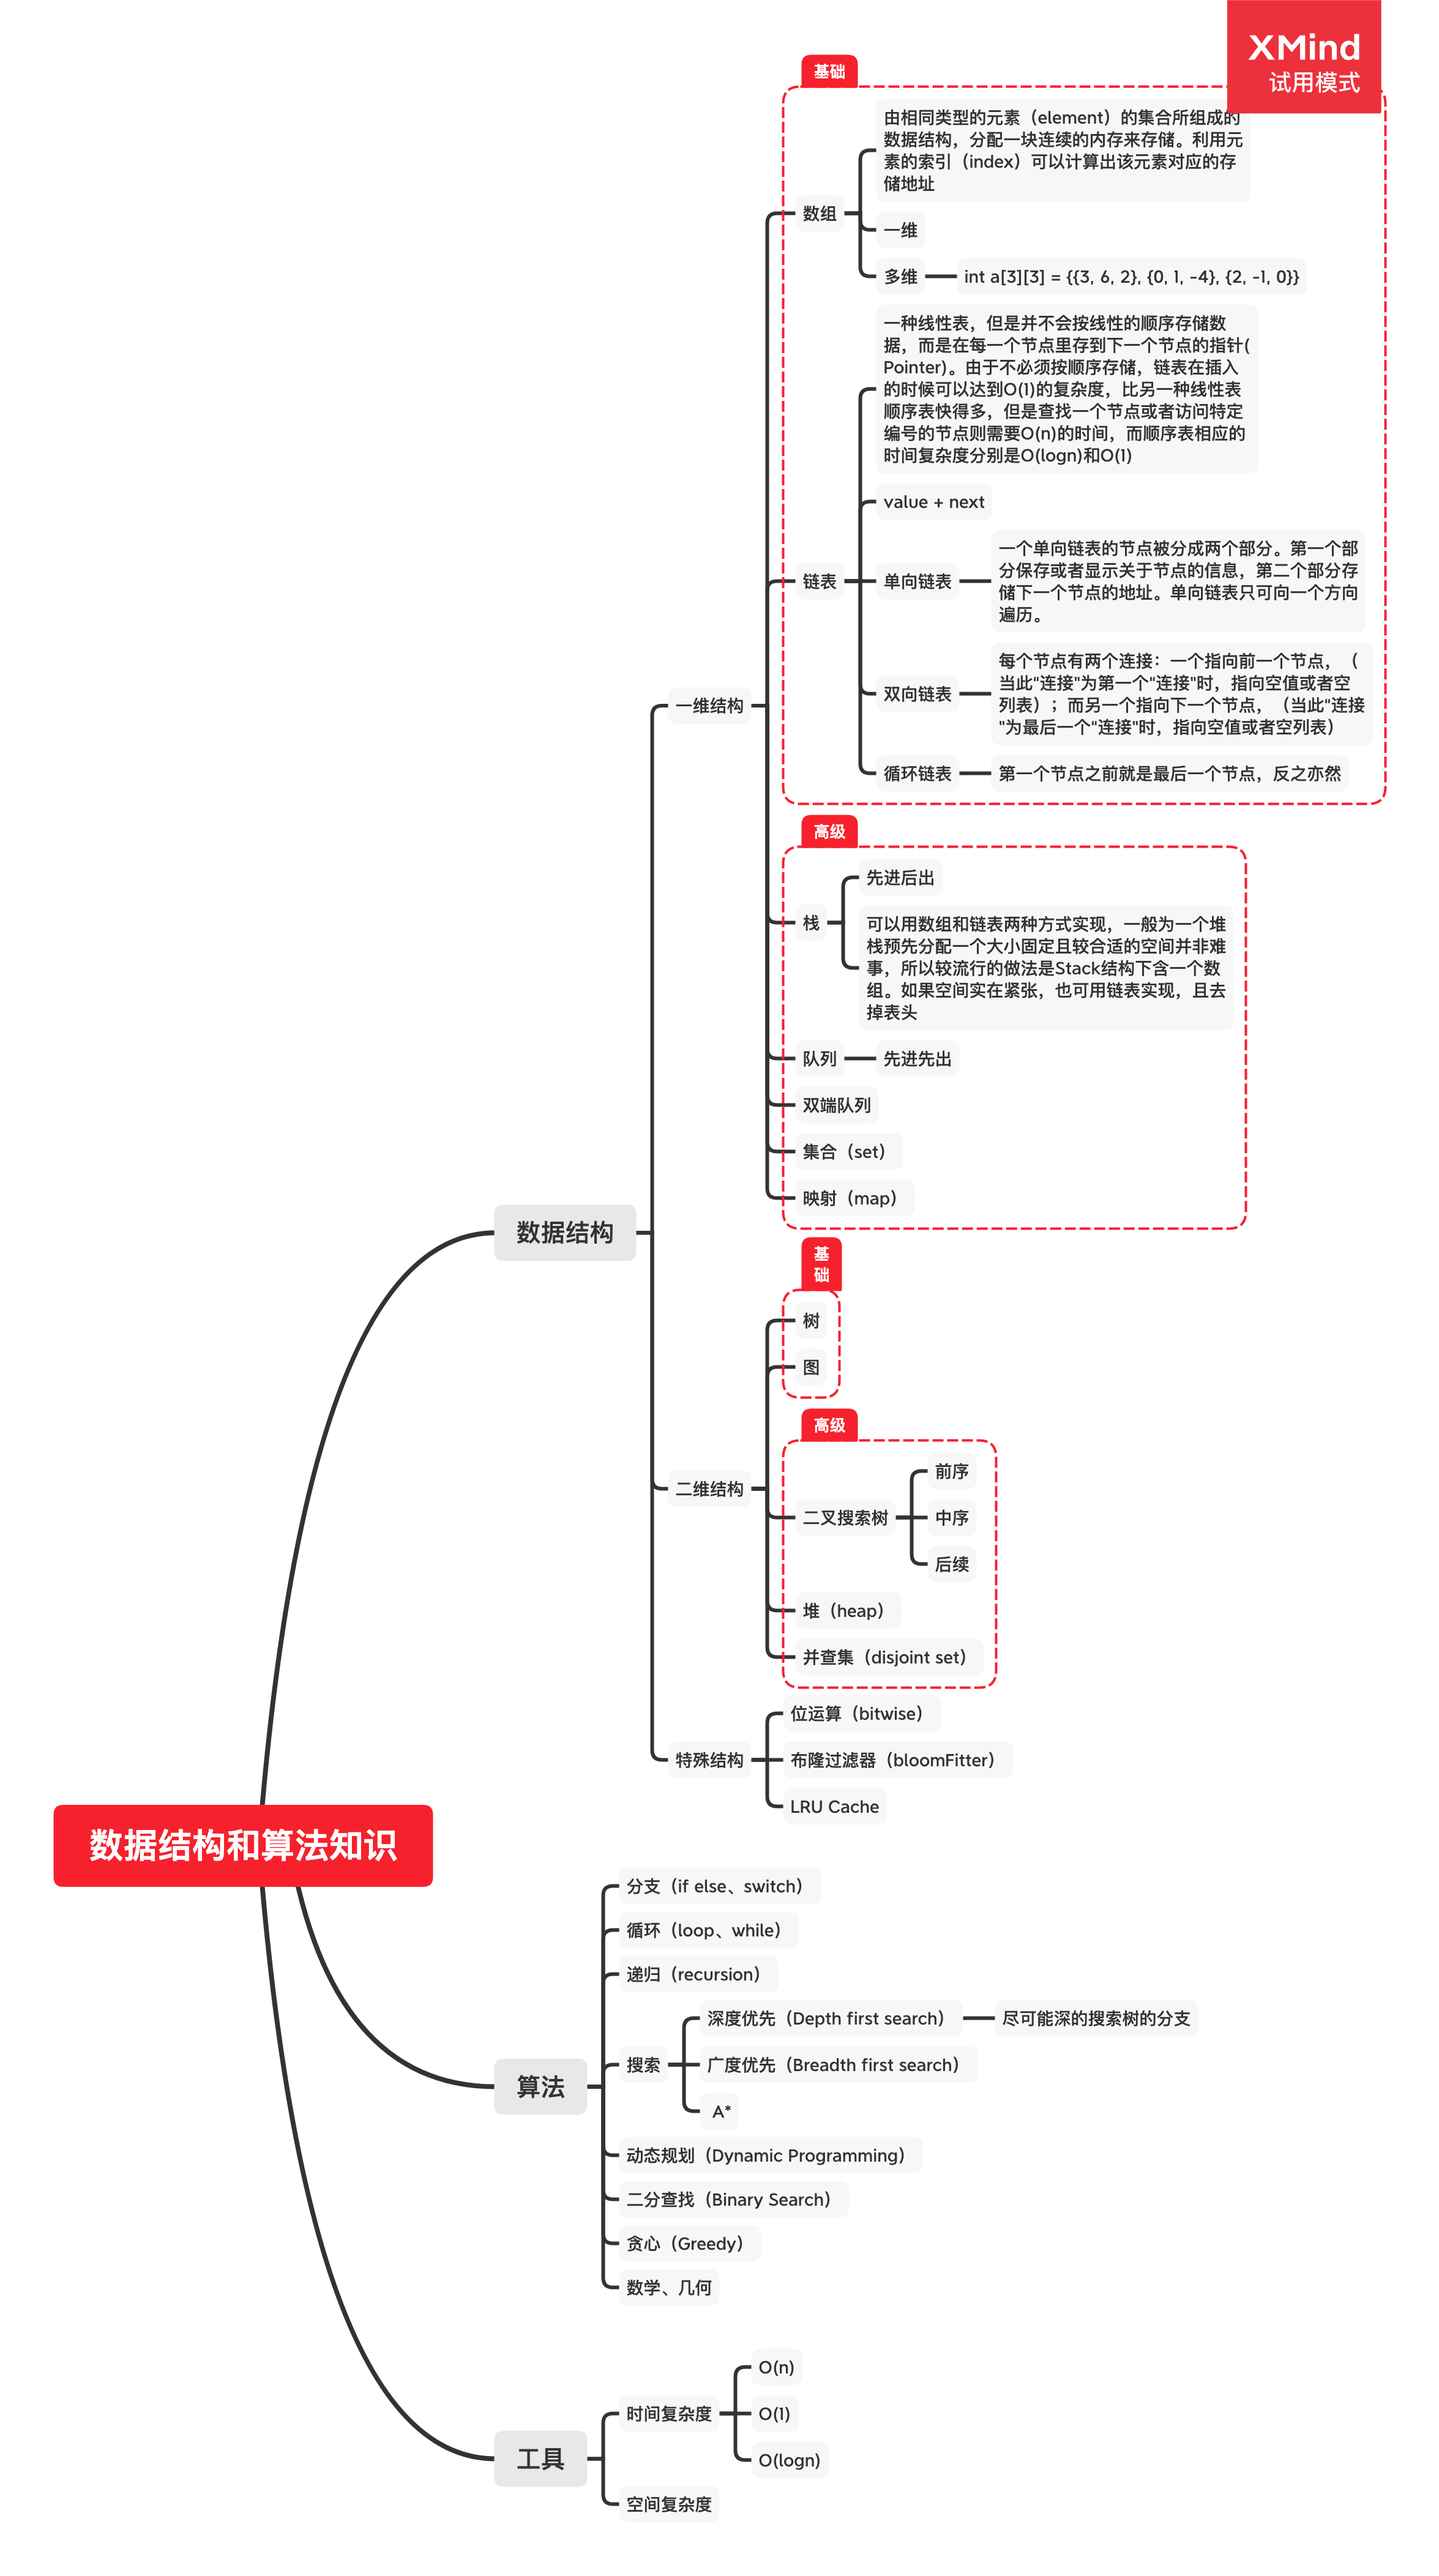 XMind
试用模式
基础
由相同类型的元素（element）的集合所组成的
数据结构，分配一块连续的内存来存储。利用元
素的索引（index）可以计算出该元素对应的存
储地址
数组
一维
多维
int a[3][3] = {{3, 6, 2}, {0, 1, -4}, {2, -1, 0}}
一种线性表，但是并不会按线性的顺序存储数
据，而是在每一个节点里存到下一个节点的指针(
Pointer)。由于不必须按顺序存储，链表在插入
的时候可以达到O(1)的复杂度，比另一种线性表
顺序表快得多，但是查找一个节点或者访问特定
编号的节点则需要O(n)的时间，而顺序表相应的
时间复杂度分别是O(logn)和O(1)
value + next
链表
单向链表
一个单向链表的节点被分成两个部分。第一个部
分保存或者显示关于节点的信息，第二个部分存
储下一个节点的地址。单向链表只可向一个方向
遍历。
双向链表
每个节点有两个连接：一个指向前一个节点，（
当此"连接"为第一个"连接"时，指向空值或者空
列表）；而另一个指向下一个节点，（当此"连接
"为最后一个"连接"时，指向空值或者空列表）
循环链表
第一个节点之前就是最后一个节点，反之亦然
一维结构
高级
先进后出
栈
可以用数组和链表两种方式实现，一般为一个堆
栈预先分配一个大小固定且较合适的空间并非难
事，所以较流行的做法是Stack结构下含一个数
组。如果空间实在紧张，也可用链表实现，且去
掉表头
队列
先进先出
双端队列
集合（set）
映射（map）
数据结构
基
础
树
图
高级
二维结构
二叉搜索树
前序
中序
后续
堆（heap）
并查集（disjoint set）
特殊结构
位运算（bitwise）
布隆过滤器（bloomFitter）
LRU Cache
数据结构和算法知识
分支（if else、switch）
循环（loop、while）
递归（recursion）
搜索
深度优先（Depth first search）
尽可能深的搜索树的分支
广度优先（Breadth first search）
A*
算法
动态规划（Dynamic Programming）
二分查找（Binary Search）
贪心（Greedy）
数学、几何
工具
时间复杂度
O(n)
O(1)
O(logn)
空间复杂度